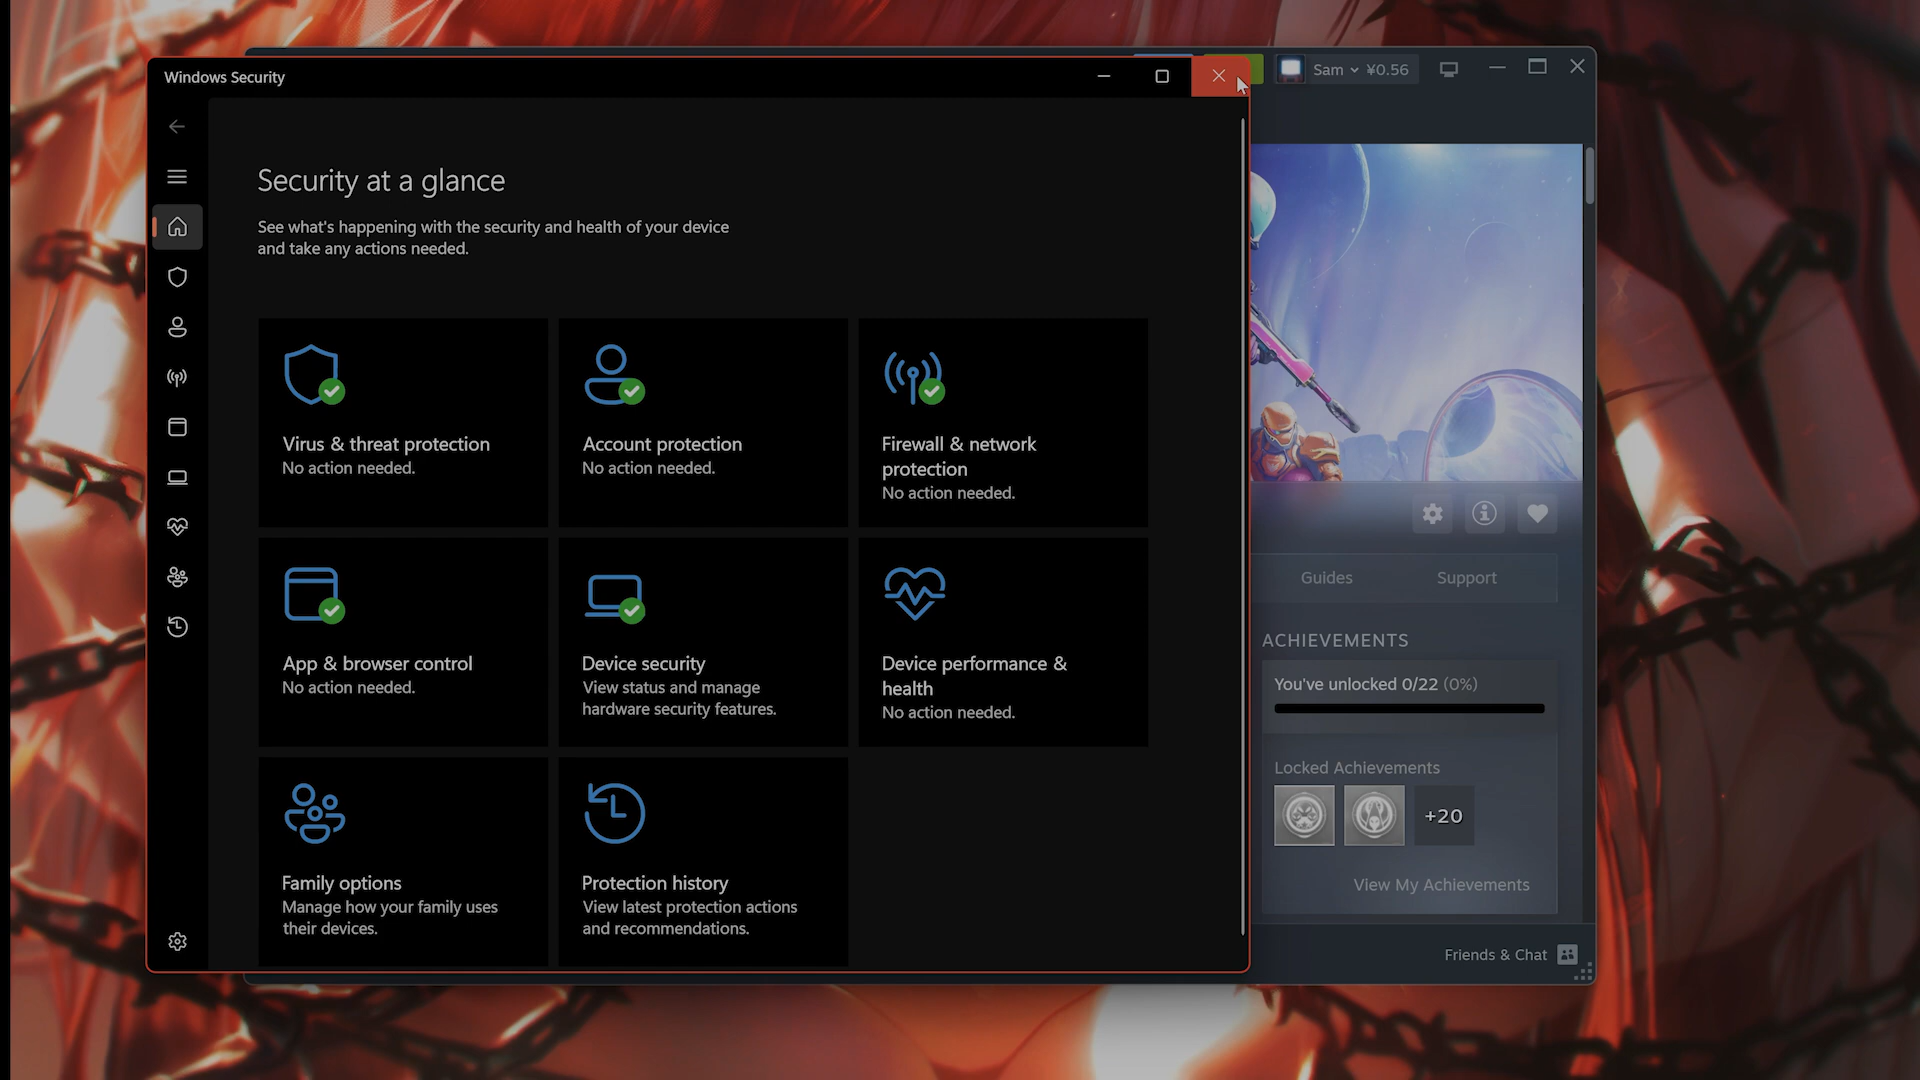 Windows Security
Sam ¥0.56
Security at a glance
See what's happening with the security and health of your device
and take any actions needed.
Virus & threat protection
No action needed.
Account protection
No action needed.
Firewall & network
protection
No action needed.
App & browser control
No action needed.
Device security
View status and manage
hardware security features.
Device performance &
health
No action needed.
Family options
Manage how your family uses
their devices.
Protection history
View latest protection actions
and recommendations.
Guides
Support
ACHIEVEMENTS
You've unlocked 0/22 (0%)
Locked Achievements
+20
View My Achievements
Friends & Chat